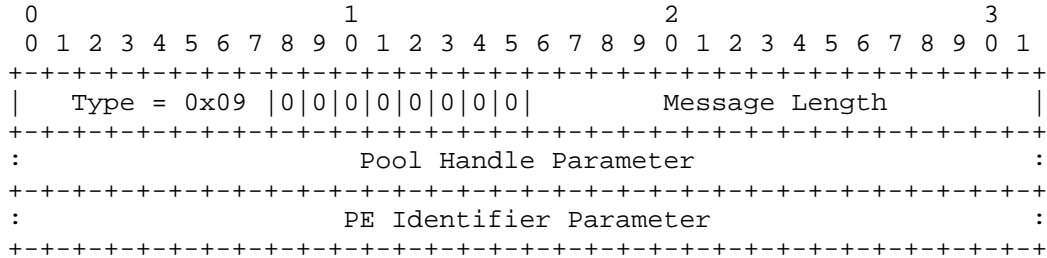 0                   1                   2                   3
 0 1 2 3 4 5 6 7 8 9 0 1 2 3 4 5 6 7 8 9 0 1 2 3 4 5 6 7 8 9 0 1
+-+-+-+-+-+-+-+-+-+-+-+-+-+-+-+-+-+-+-+-+-+-+-+-+-+-+-+-+-+-+-+-+
|   Type = 0x09 |0|0|0|0|0|0|0|0|        Message Length         |
+-+-+-+-+-+-+-+-+-+-+-+-+-+-+-+-+-+-+-+-+-+-+-+-+-+-+-+-+-+-+-+-+
:                     Pool Handle Parameter                     :
+-+-+-+-+-+-+-+-+-+-+-+-+-+-+-+-+-+-+-+-+-+-+-+-+-+-+-+-+-+-+-+-+
:                    PE Identifier Parameter                    :
+-+-+-+-+-+-+-+-+-+-+-+-+-+-+-+-+-+-+-+-+-+-+-+-+-+-+-+-+-+-+-+-+